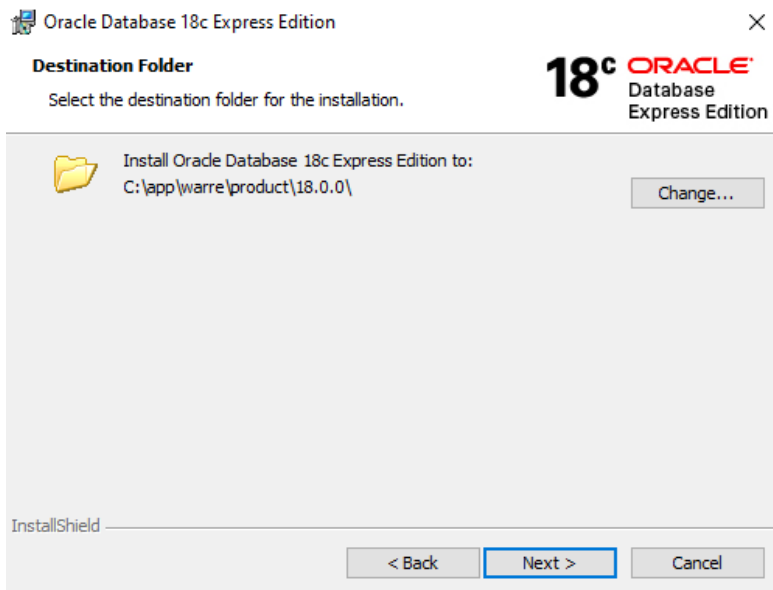 Oracle Database 18c Express Edition
Destination Folder
Select the destination folder for the installation.
18c ORACLE
Database
Express Edition
Install Oracle Database 18c Express Edition to:
C:\app\warre\product\18.0.0\
Change...
InstallShield
< Back
Next >
Cancel